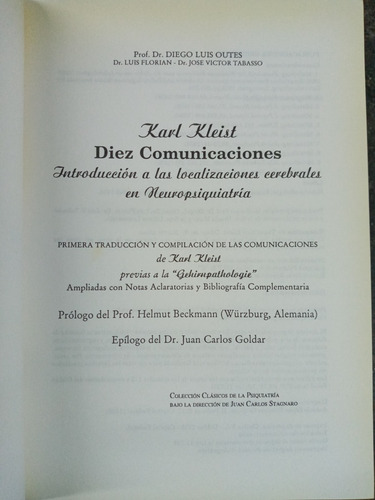 Prof. Dr. DIEGO LUIS OUTES
Dr. LUIS FLORIAN - Dr. JOSE VICTOR TABASSO
Karl Kleist
Diez Comunicaciones
Introducción a las localizaciones cerebrales
en Neuropsiquiatría
PRIMERA TRADUCCIÓN Y COMPILACIÓN DE LAS COMUNICACIONES
de Karl Kleist
previas a la "Gehirnpathologie"
Ampliadas con Notas Aclaratorias y Bibliografía Complementaria
Prólogo del Prof. Helmut Beckmann (Würzburg, Alemania)
Epílogo del Dr. Juan Carlos Goldar
COLECCIÓN CLÁSICOS DE LA PSIQUIATRÍA
BAJO LA DIRECCIÓN DE JUAN CARLOS STAGNARO